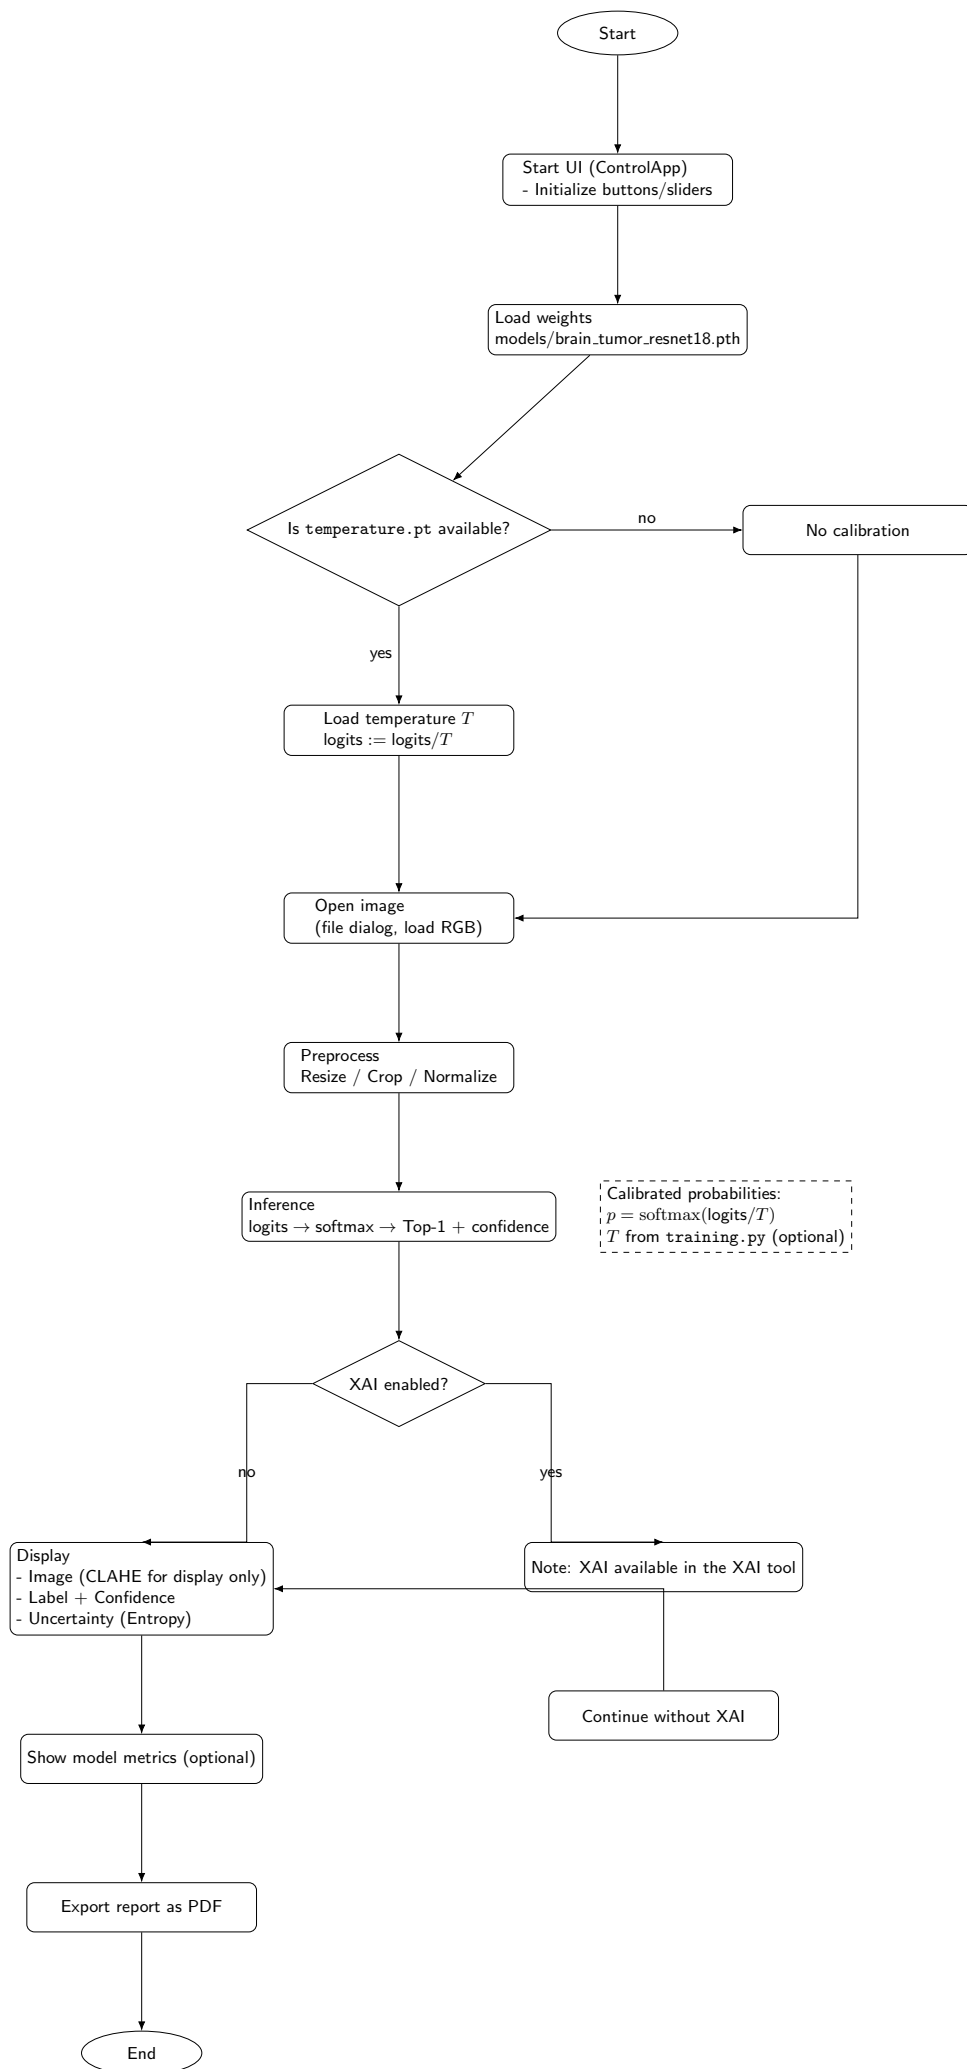 Start
Start UI (ControlApp)
- Initialize buttons/sliders
Load weights
models/brain_tumor_resnet18.pth
Is temperature.pt available?
no
No calibration
yes
Load temperature T
logits := logits/T
Open image
(file dialog, load RGB)
Preprocess
Resize / Crop / Normalize
Inference
logits → softmax → Top-1 + confidence
Calibrated probabilities:
p = softmax(logits/T)
T from training.py (optional)
XAI enabled?
no
yes
Display
- Image (CLAHE for display only)
- Label + Confidence
- Uncertainty (Entropy)
Note: XAI available in the XAI tool
Continue without XAI
Show model metrics (optional)
Export report as PDF
End